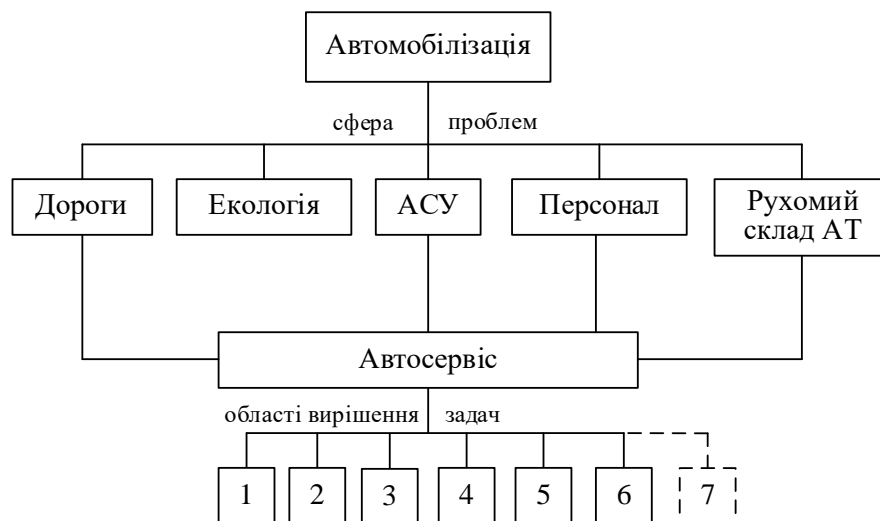 Автомобілізація
сфера проблем
Дороги
Екологія
АСУ
Персонал
Рухомий
склад АТ
Автосервіс
області вирішення задач
1 2 3 4 5 6 7